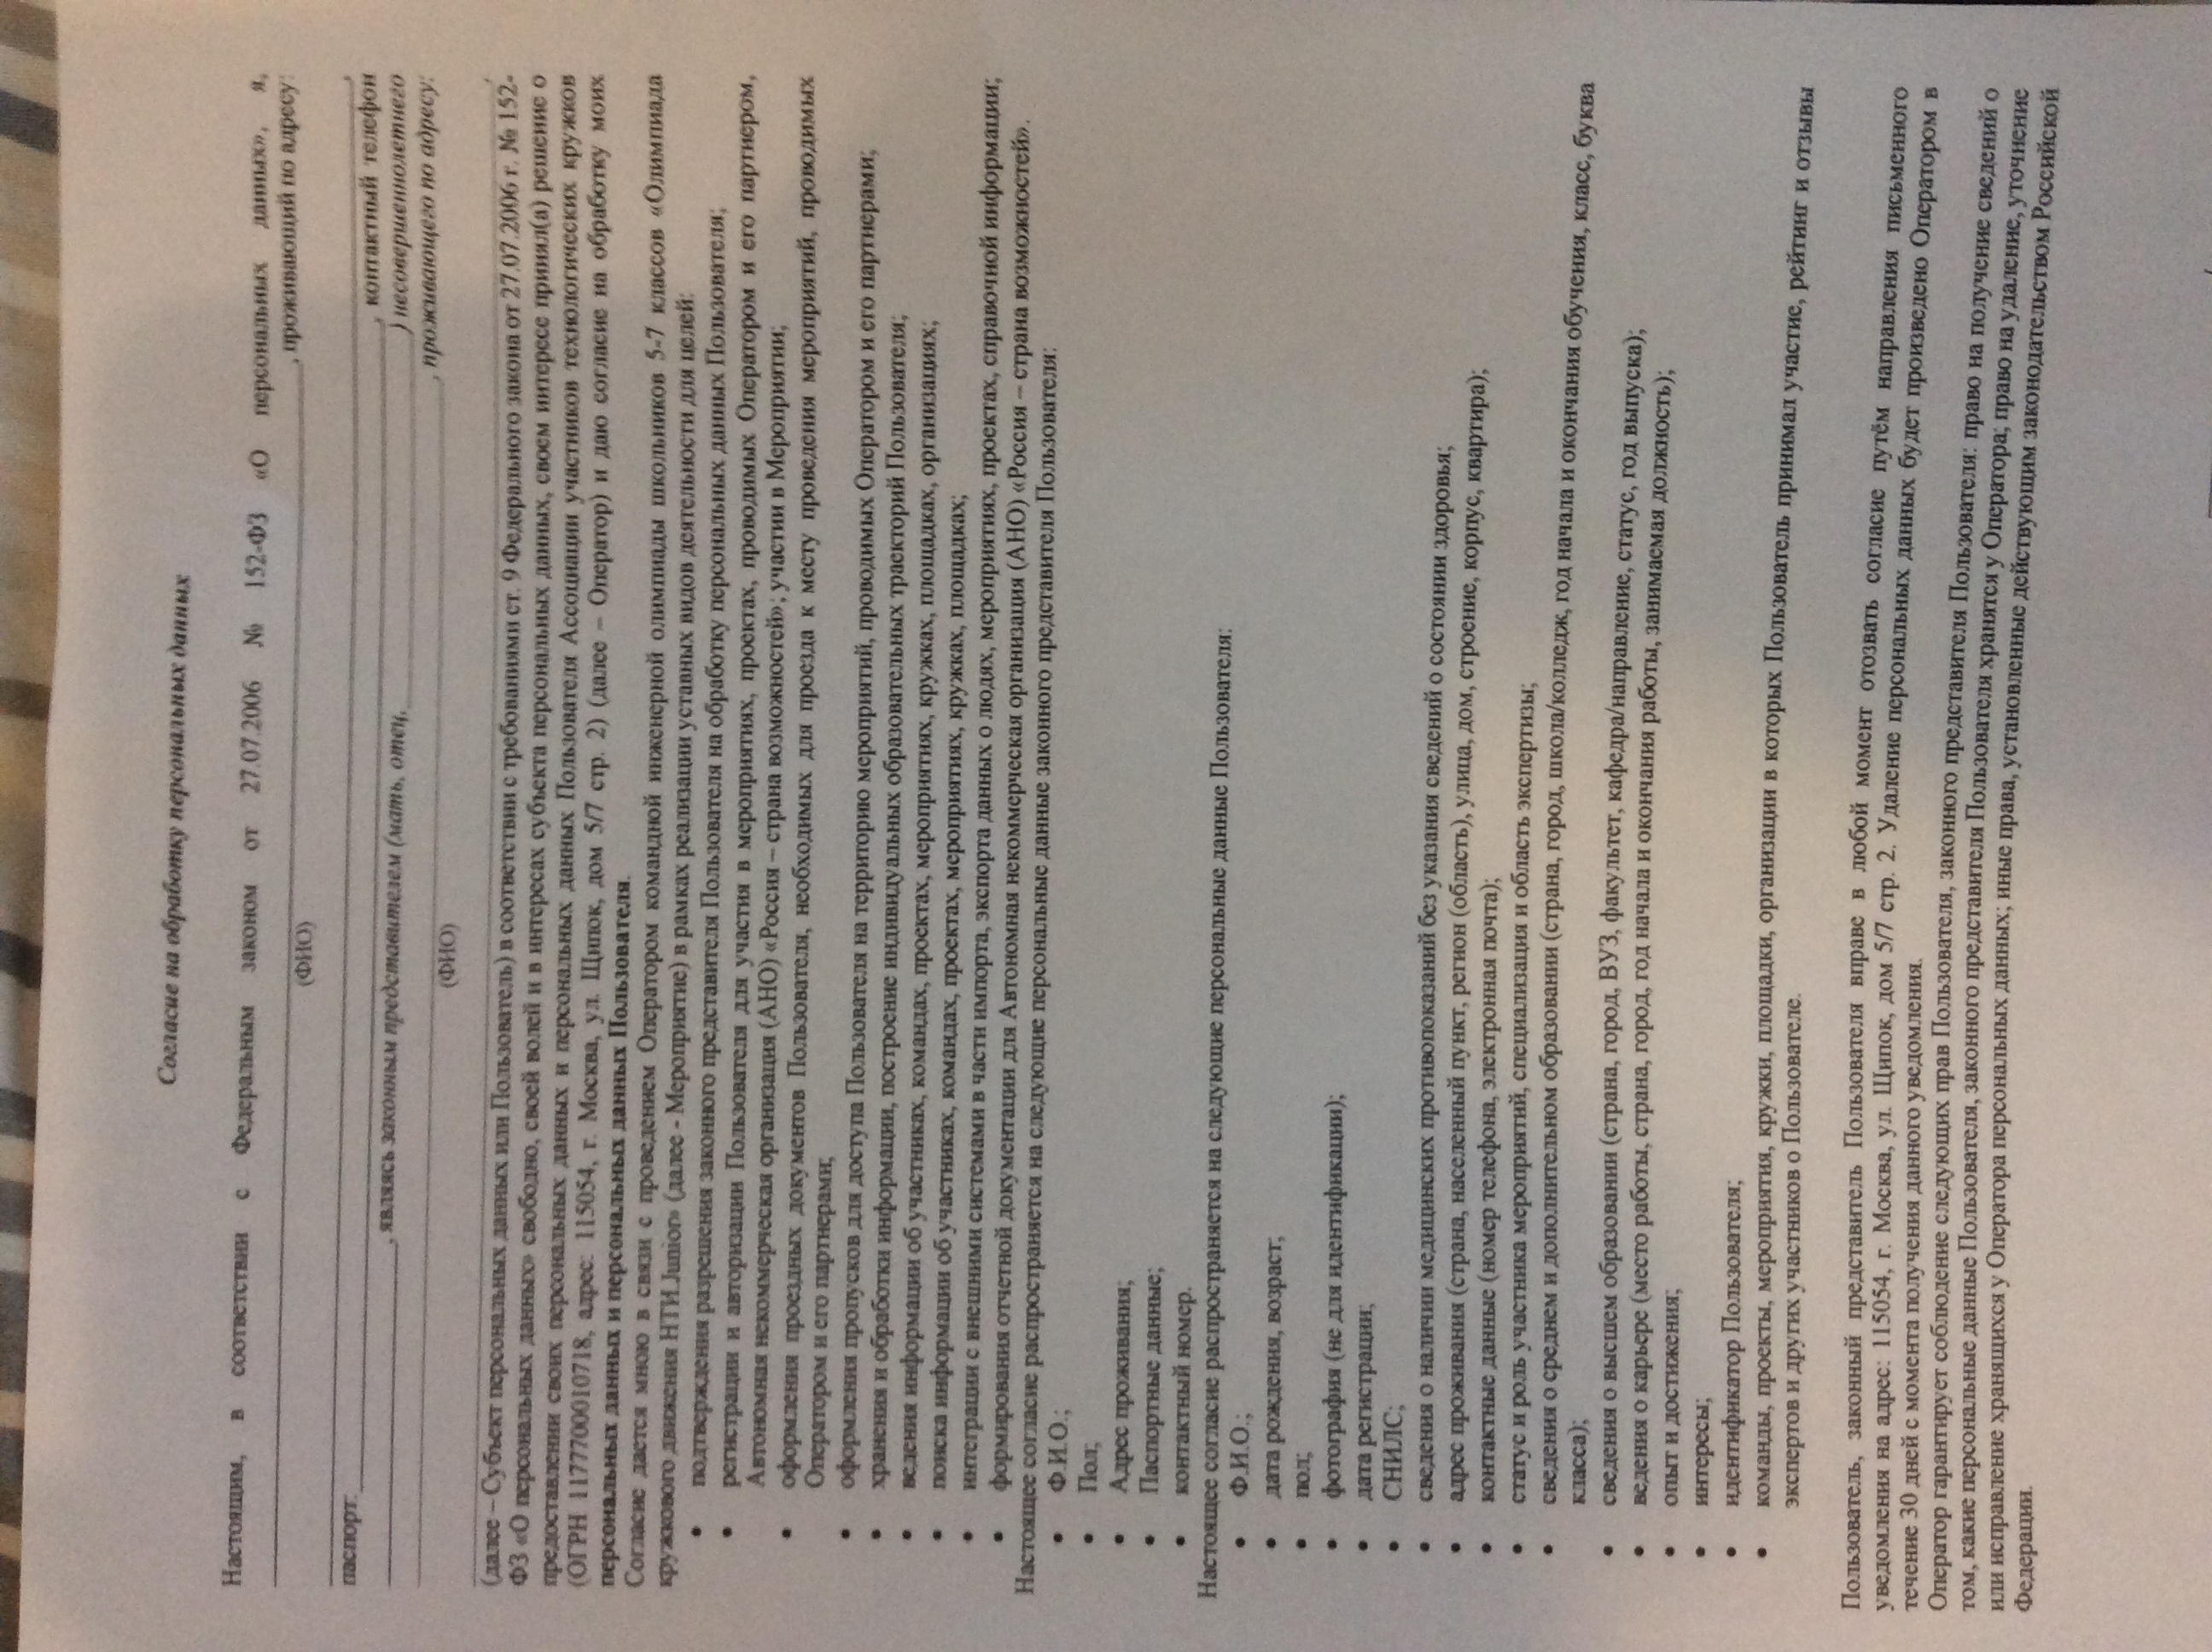 Согласие на обработку персональных данных
Настоящим, в соответствии с Федеральным законом от 27.07.2006 № 152-ФЗ «О персональных данных», я,
, проживающий по адресу:
(ФИО)
,
паспорт: , контактный телефон
, являясь законным представителем (мать, отец, ) несовершеннолетнего
, проживающего по адресу:
(ФИО)
,
(далее – Субъект персональных данных или Пользователь) в соответствии с требованиями ст. 9 Федерального закона от 27.07.2006 г. № 152-
ФЗ «О персональных данных» свободно, своей волей и в интересах субъекта персональных данных, своем интересе принял(а) решение о
предоставлении своих персональных данных и персональных данных Пользователя Ассоциации участников технологических кружков
(ОГРН 1177700010718, адрес: 115054, г. Москва, ул. Щипок, дом 5/7 стр. 2) (далее – Оператор) и даю согласие на обработку моих
персональных данных и персональных данных Пользователя.
Согласие дается мною в связи с проведением Оператором командной инженерной олимпиады школьников 5-7 классов «Олимпиада
кружкового движения НТИ.Junior» (далее - Мероприятие) в рамках реализации уставных видов деятельности для целей:
• подтверждения разрешения законного представителя Пользователя на обработку персональных данных Пользователя;
• регистрации и авторизации Пользователя для участия в мероприятиях, проектах, проводимых Оператором и его партнером,
Автономная некоммерческая организация (АНО) «Россия – страна возможностей»; участии в Мероприятии;
• оформления проездных документов Пользователя, необходимых для проезда к месту проведения мероприятий, проводимых
Оператором и его партнерами;
• оформления пропусков для доступа Пользователя на территорию мероприятий, проводимых Оператором и его партнерами;
• хранения и обработки информации, построение индивидуальных образовательных траекторий Пользователя;
• ведения информации об участниках, командах, проектах, мероприятиях, кружках, площадках, организациях;
• поиска информации об участниках, командах, проектах, мероприятиях, кружках, площадках;
• интеграции с внешними системами в части импорта, экспорта данных о людях, мероприятиях, проектах, справочной информации;
• формирования отчетной документации для Автономная некоммерческая организация (АНО) «Россия – страна возможностей».
Настоящее согласие распространяется на следующие персональные данные законного представителя Пользователя:
• Ф.И.О.;
• Пол;
• Адрес проживания;
• Паспортные данные;
• контактный номер.
Настоящее согласие распространяется на следующие персональные данные Пользователя:
• Ф.И.О.;
• дата рождения, возраст;
• пол;
• фотография (не для идентификации);
• дата регистрации;
• СНИЛС;
• сведения о наличии медицинских противопоказаний без указания сведений о состоянии здоровья;
• адрес проживания (страна, населенный пункт, регион (область), улица, дом, строение, корпус, квартира);
• контактные данные (номер телефона, электронная почта);
• статус и роль участника мероприятий, специализация и область экспертизы;
• сведения о среднем и дополнительном образовании (страна, город, школа/колледж, год начала и окончания обучения, класс, буква
класса);
• сведения о высшем образовании (страна, город, ВУЗ, факультет, кафедра/направление, статус, год выпуска);
• ведения о карьере (место работы, страна, город, год начала и окончания работы, занимаемая должность);
• опыт и достижения;
• интересы;
• идентификатор Пользователя;
• команды, проекты, мероприятия, кружки, площадки, организации в которых Пользователь принимал участие, рейтинг и отзывы
экспертов и других участников о Пользователе.
Пользователь, законный представитель Пользователя вправе в любой момент отозвать согласие путём направления письменного
уведомления на адрес: 115054, г. Москва, ул. Щипок, дом 5/7 стр. 2. Удаление персональных данных будет произведено Оператором в
течение 30 дней с момента получения данного уведомления.
Оператор гарантирует соблюдение следующих прав Пользователя, законного представителя Пользователя: право на получение сведений о
том, какие персональные данные Пользователя, законного представителя Пользователя хранятся у Оператора; право на удаление, уточнение
или исправление хранящихся у Оператора персональных данных; иные права, установленные действующим законодательством Российской
Федерации.